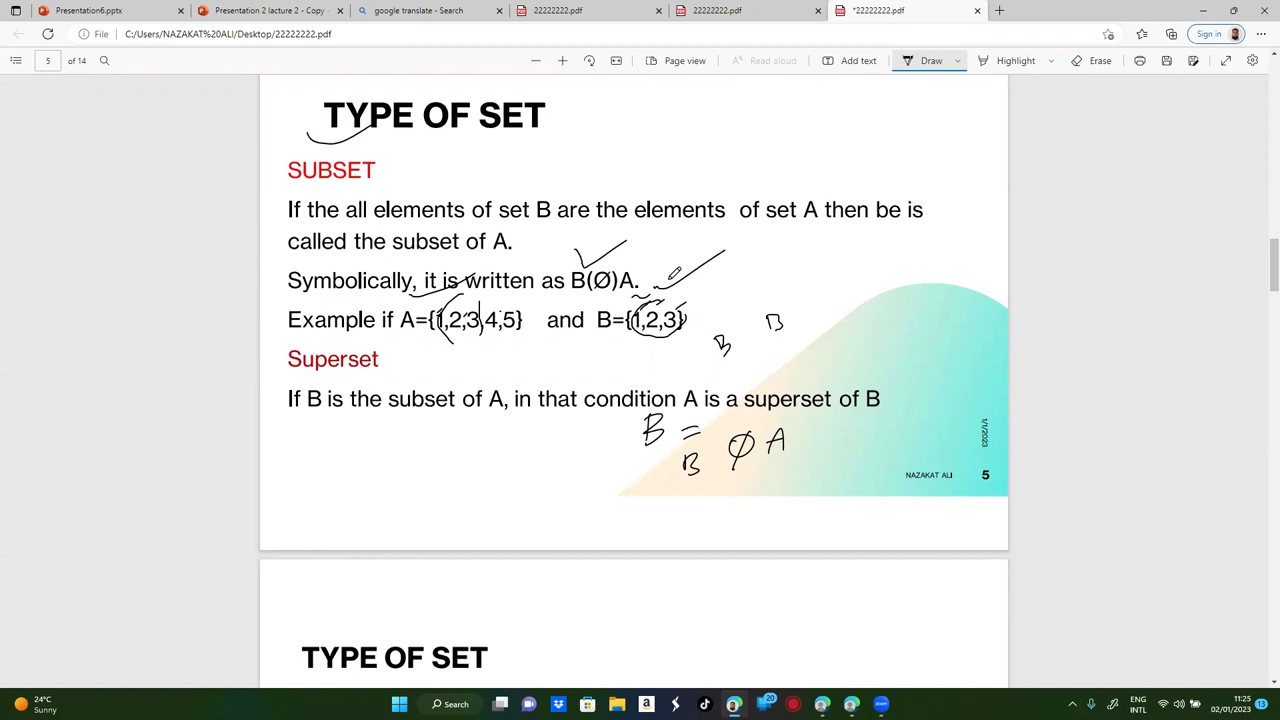 Presentation6.pptx
Presentation 2 lecture 2 - Copy -
google translate - Search
22222222.pdf
22222222.pdf
*22222222.pdf
File
C:/Users/NAZAKAT%20ALI/Desktop/22222222.pdf
Sign in
5 of 14
Page view
Read aloud
Add text
Draw
Highlight
Erase
TYPE OF SET
SUBSET
If the all elements of set B are the elements of set A then be is
called the subset of A.
Symbolically, it is written as B(Ø)A.
Example if A={1,2,3,4,5} and B={1,2,3}
B
B
Superset
If B is the subset of A, in that condition A is a superset of B
B =
B Ø A
1/1/2023
NAZAKAT ALI 5
TYPE OF SET
24°C
Sunny
Search
20
ENG
INTL
11:25
02/01/2023
13